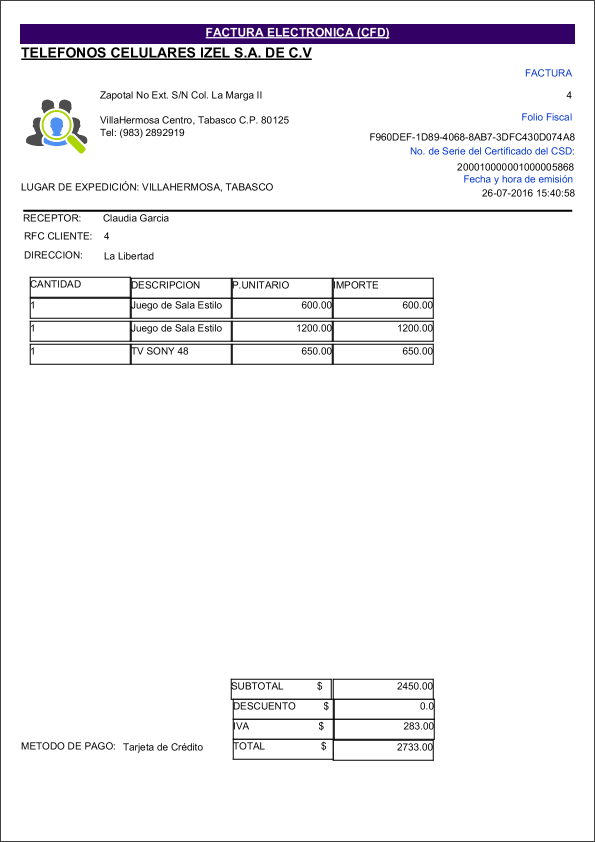 FACTURA ELECTRONICA (CFD)
TELEFONOS CELULARES IZEL S.A. DE C.V
FACTURA
Zapotal No Ext. S/N Col. La Marga II
4
VillaHermosa Centro, Tabasco C.P. 80125
Folio Fiscal
Tel: (983) 2892919
F960DEF-1D89-4068-8AB7-3DFC430D074A8
No. de Serie del Certificado del CSD:
200010000001000005868
Fecha y hora de emisión
LUGAR DE EXPEDICIÓN: VILLAHERMOSA, TABASCO
26-07-2016 15:40:58
RECEPTOR: Claudia Garcia
RFC CLIENTE: 4
DIRECCION: La Libertad
CANTIDAD DESCRIPCION P.UNITARIO IMPORTE
1 Juego de Sala Estilo 600.00 600.00
1 Juego de Sala Estilo 1200.00 1200.00
1 TV SONY 48 650.00 650.00
SUBTOTAL $ 2450.00
DESCUENTO $ 0.0
IVA $ 283.00
METODO DE PAGO: Tarjeta de Crédito TOTAL $ 2733.00